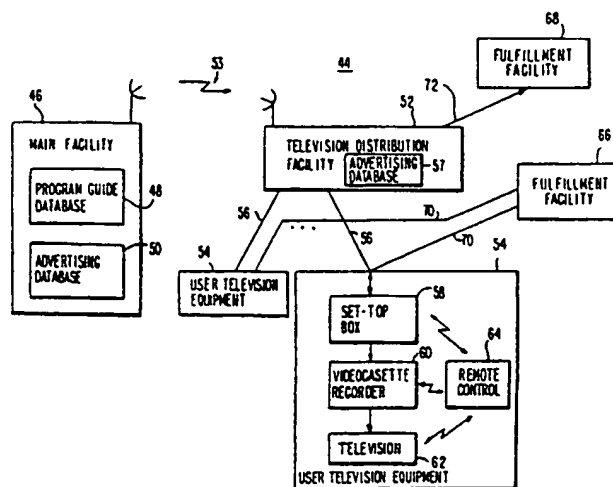 68
FULFILLMENT
FACILITY
53
44
46
72
52
MAIN FACILITY
PROGRAM GUIDE
DATABASE
48
50
ADVERTISING
DATABASE
TELEVISION DISTRIBUTION
FACILITY
ADVERTISING
DATABASE
57
66
FULFILLMENT
FACILITY
56
70
...
56
70
54
54
USER TELEVISION
EQUIPMENT
SET-TOP
BOX
58
60
64
VIDEOCASETTE
RECORDER
REMOTE
CONTROL
TELEVISION
62
USER TELEVISION EQUIPMENT